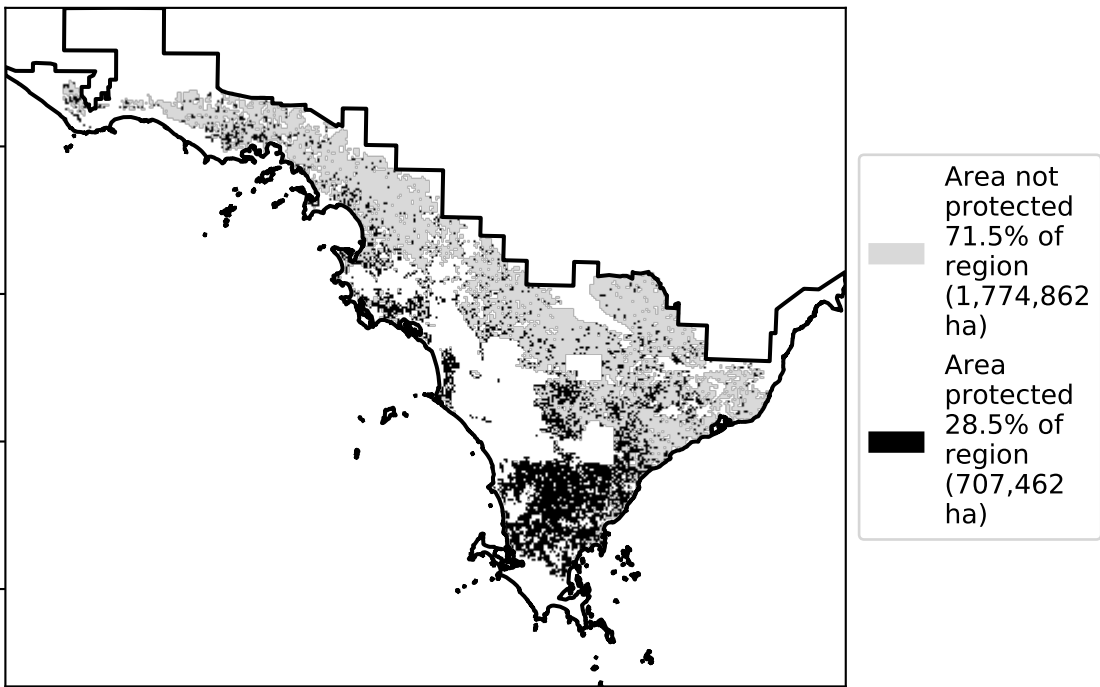 Area not
protected
71.5% of
region
(1,774,862
ha)
Area
protected
28.5% of
region
(707,462
ha)